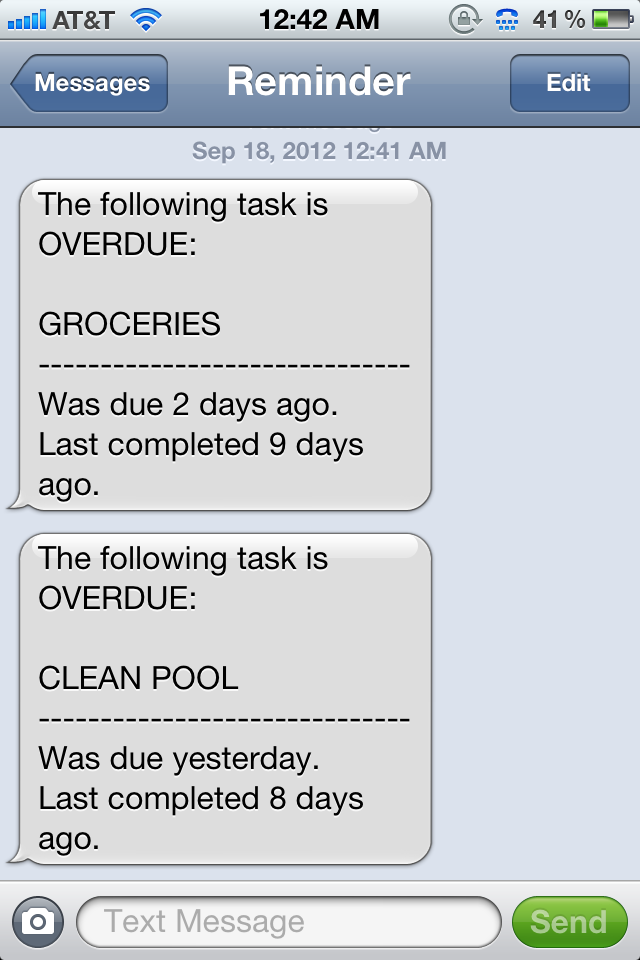 AT&T 12:42 AM 41 %
Messages Reminder Edit
Sep 18, 2012 12:41 AM
The following task is
OVERDUE:
GROCERIES
------------------------------
Was due 2 days ago.
Last completed 9 days
ago.
The following task is
OVERDUE:
CLEAN POOL
------------------------------
Was due yesterday.
Last completed 8 days
ago.
Text Message Send